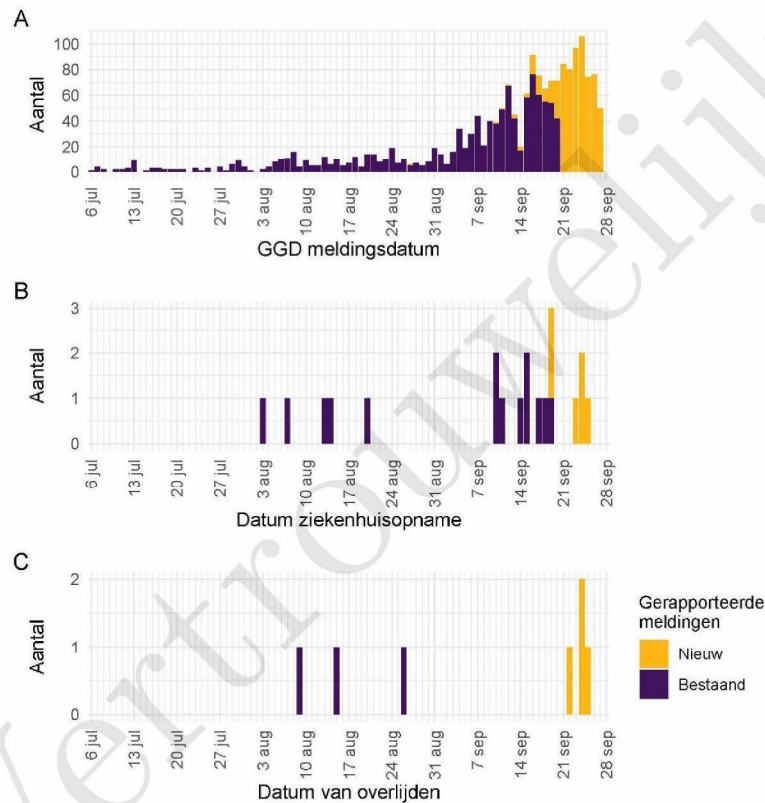 A
Aantal
100
80
60
40
20
0
6 jul
13 jul
20 jul
27 jul
3 aug
10 aug
17 aug
24 aug
31 aug
7 sep
14 sep
21 sep
28 sep
GGD meldingsdatum
B
Aantal
3
2
1
0
6 jul
13 jul
20 jul
27 jul
3 aug
10 aug
17 aug
24 aug
31 aug
7 sep
14 sep
21 sep
28 sep
Datum ziekenhuisopname
C
Aantal
2
1
0
6 jul
13 jul
20 jul
27 jul
3 aug
10 aug
17 aug
24 aug
31 aug
7 sep
14 sep
21 sep
28 sep
Datum van overlijden
Gerapporteerde
meldingen
Nieuw
Bestaand
Vertrouwelijk